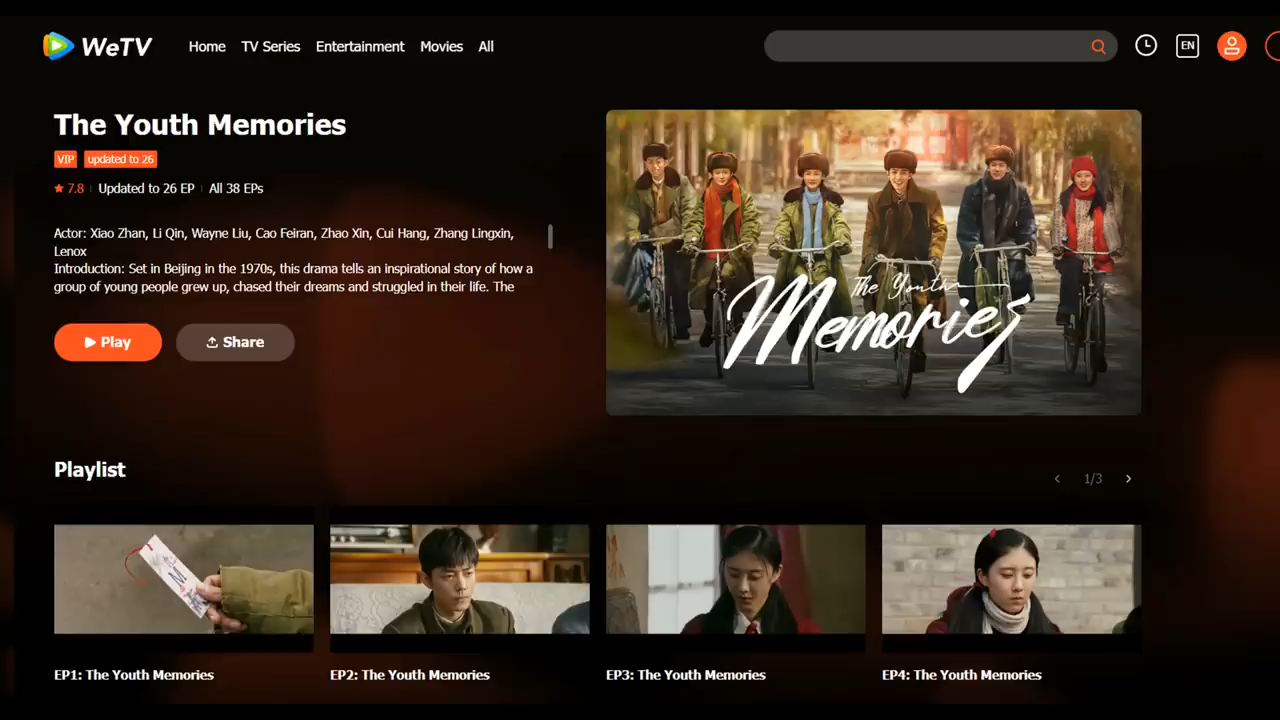 WeTV
Home TV Series Entertainment Movies All
EN
The Youth Memories
VIP updated to 26
7.8 Updated to 26 EP All 38 EPs
Actor: Xiao Zhan, Li Qin, Wayne Liu, Cao Feiran, Zhao Xin, Cui Hang, Zhang Lingxin,
Lenox
Introduction: Set in Beijing in the 1970s, this drama tells an inspirational story of how a
group of young people grew up, chased their dreams and struggled in their life. The
Play Share
The Youth
Memories
Playlist
1/3
EP1: The Youth Memories
EP2: The Youth Memories
EP3: The Youth Memories
EP4: The Youth Memories